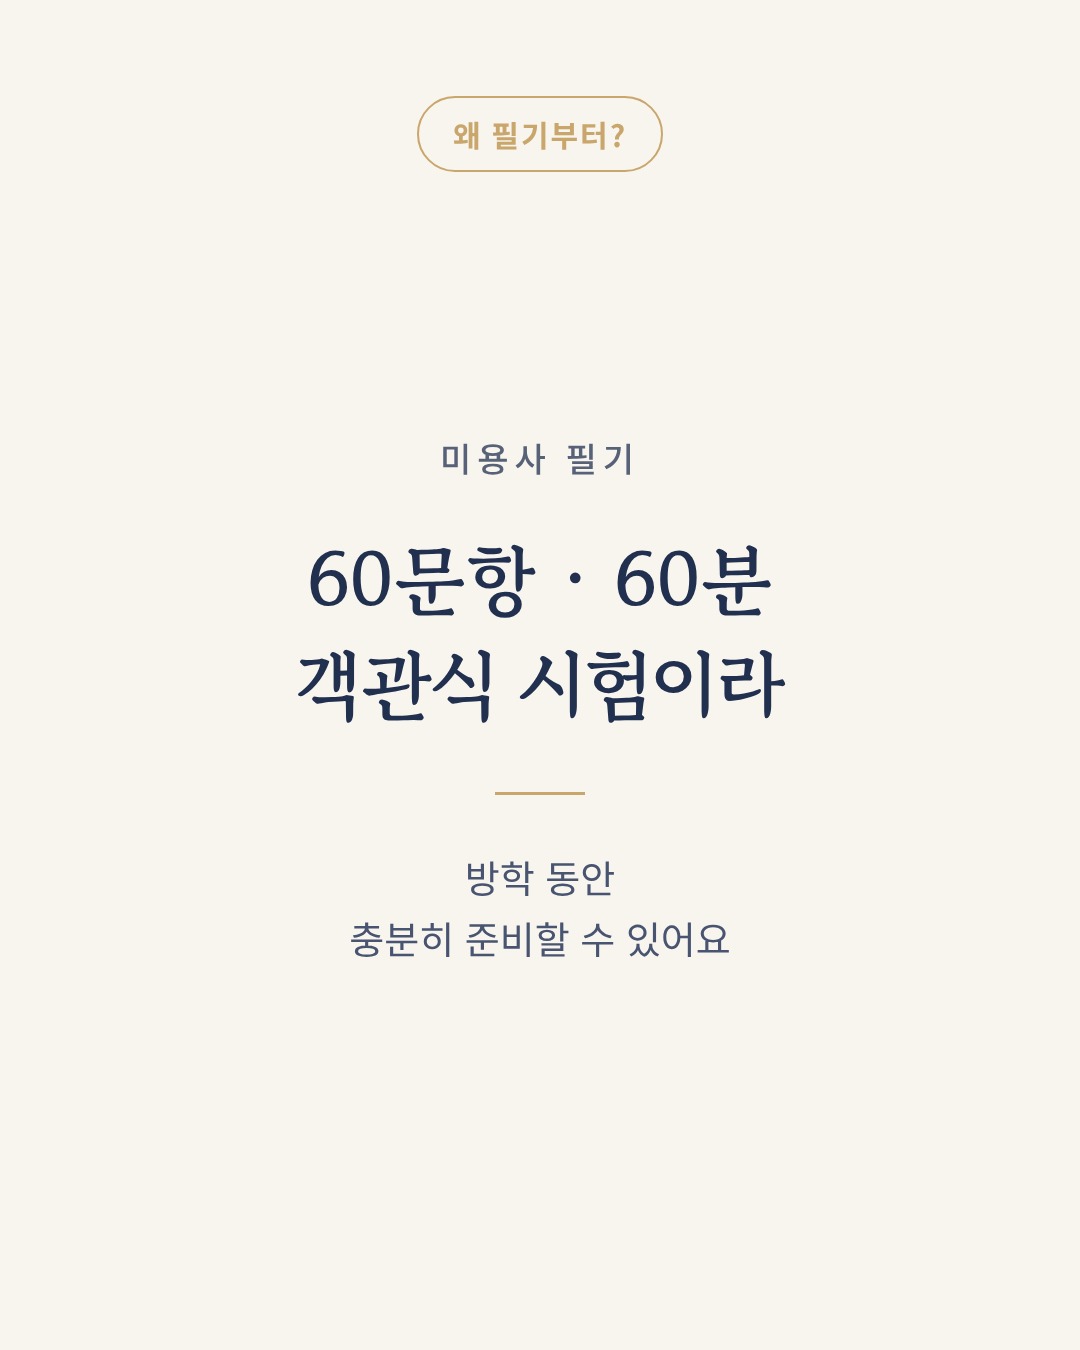 왜 필기부터?
미용사 필기
60문항 · 60분
객관식 시험이라
방학 동안
충분히 준비할 수 있어요